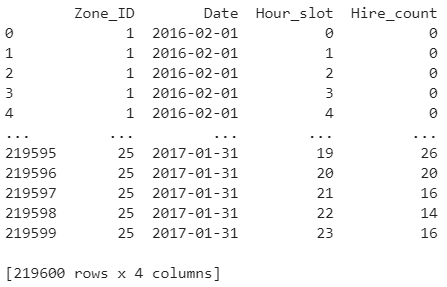 Zone_ID Date Hour_slot Hire_count
0 1 2016-02-01 0 0
1 1 2016-02-01 1 0
2 1 2016-02-01 2 0
3 1 2016-02-01 3 0
4 1 2016-02-01 4 0
... ... ... ... ...
219595 25 2017-01-31 19 26
219596 25 2017-01-31 20 20
219597 25 2017-01-31 21 16
219598 25 2017-01-31 22 14
219599 25 2017-01-31 23 16
[219600 rows x 4 columns]